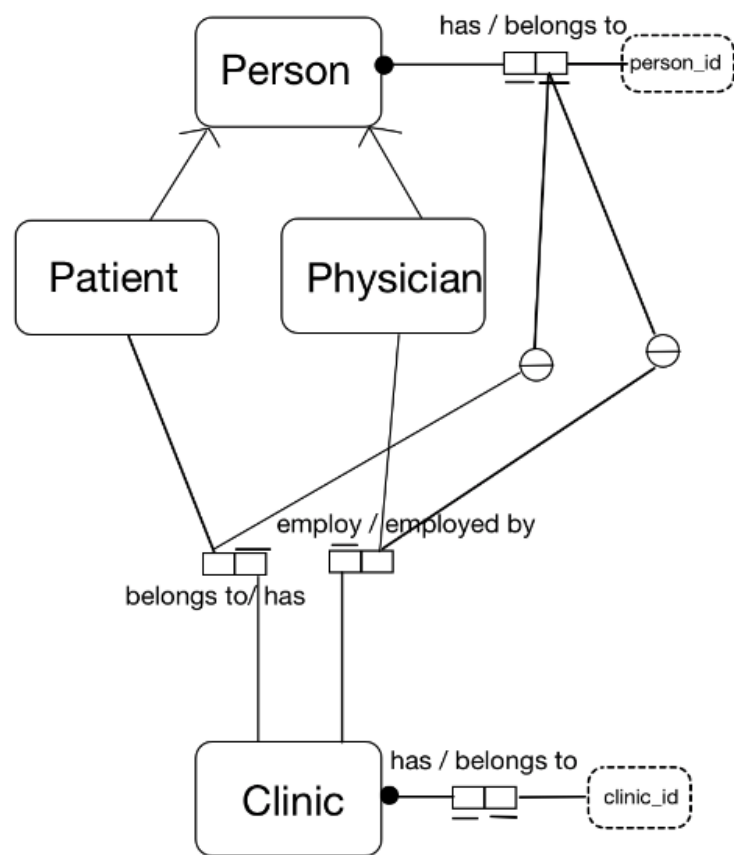 has / belongs to
Person
person_id
Patient
Physician
employ / employed by
belongs to/ has
has / belongs to
Clinic
clinic_id